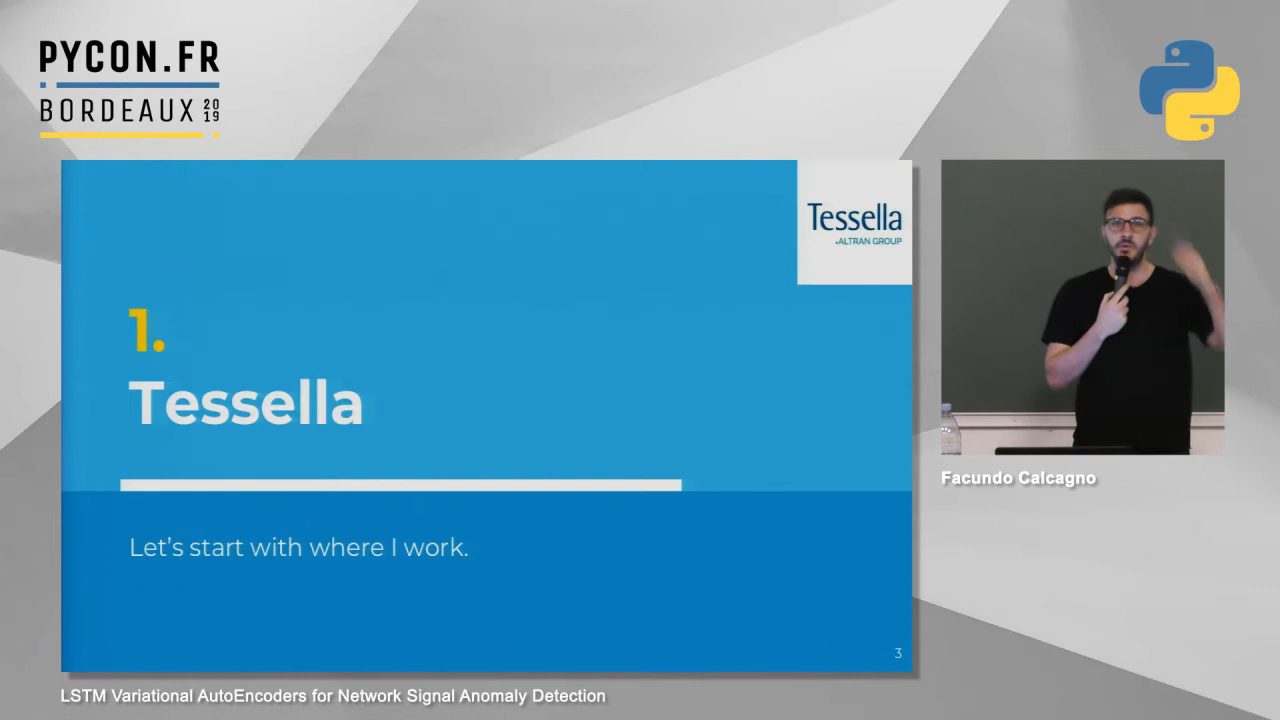 PYCON.FR
BORDEAUX 2019
Tessella
ALTRAN GROUP
1.
Tessella
Let's start with where I work.
3
Facundo Calcagno
LSTM Variational AutoEncoders for Network Signal Anomaly Detection